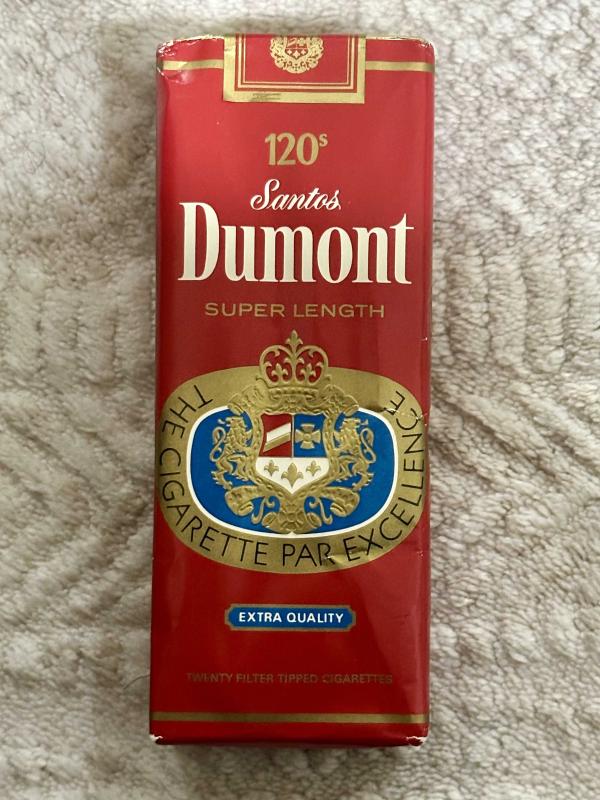 120s
Santos
Dumont
SUPER LENGTH
THE CIGARETTE PAR EXCELLENCE
EXTRA QUALITY
TWENTY FILTER TIPPED CIGARETTES